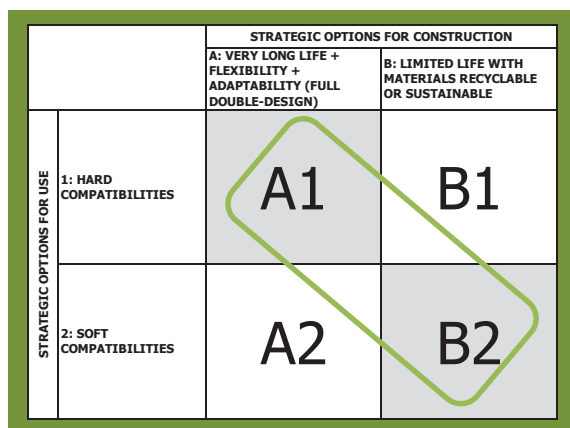 STRATEGIC OPTIONS FOR CONSTRUCTION
A: VERY LONG LIFE +
FLEXIBILITY +
ADAPTABILITY (FULL
DOUBLE-DESIGN)
B: LIMITED LIFE WITH
MATERIALS RECYCLABLE
OR SUSTAINABLE
STRATEGIC OPTIONS FOR USE
1: HARD
COMPATIBILITIES
A1
B1
2: SOFT
COMPATIBILITIES
A2
B2